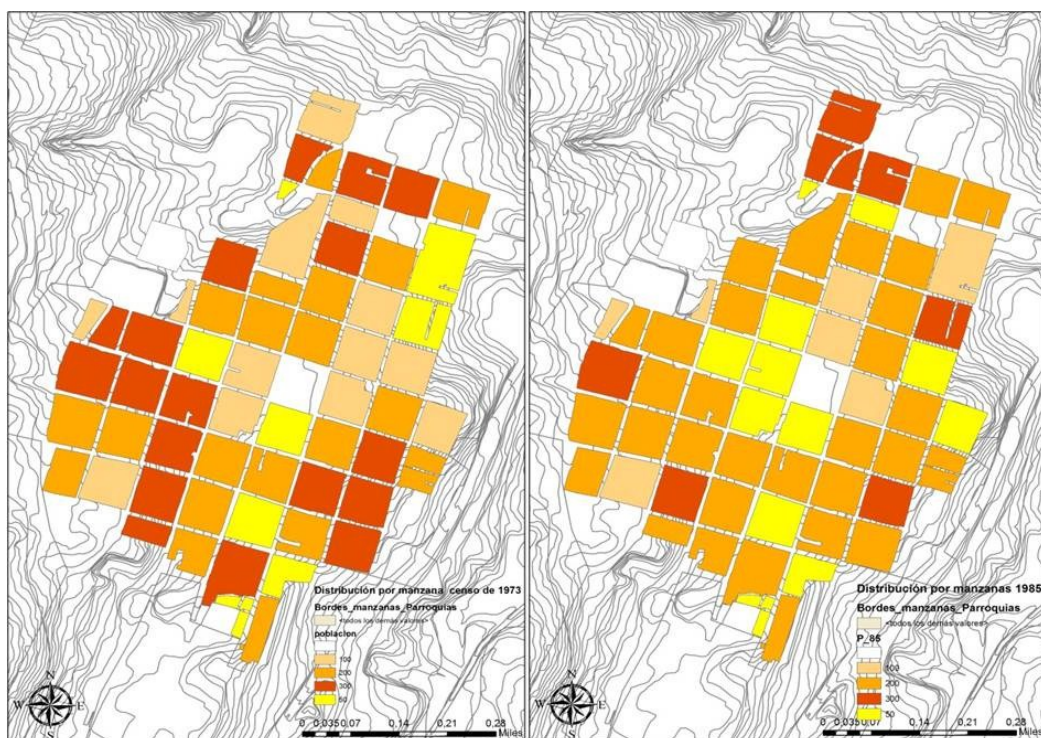 Distribución por manzana censo de 1973
Bordes_manzanas_Parroquias
<todos los demás valores>
poblacion
100
200
300
50
N
W
E
S
0 0,035 0,07 0,14 0,21 0,28
Miles
Distribución por manzanas 1985
Bordes_manzanas_Parroquias
<todos los demás valores>
100
200
300
50
N
W
E
S
0 0,035 0,07 0,14 0,21 0,28
Miles